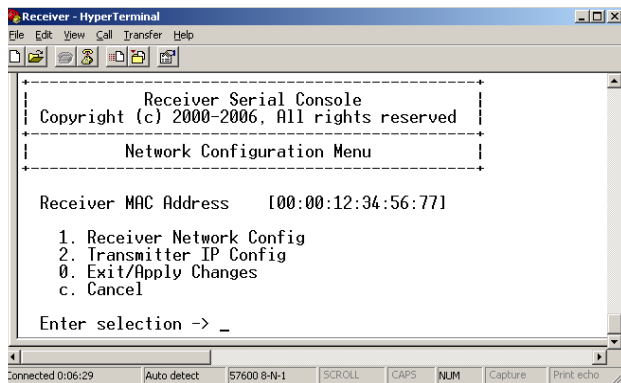 Receiver - HyperTerminal
File Edit View Call Transfer Help
Receiver Serial Console
Copyright (c) 2000-2006, All rights reserved
Network Configuration Menu
Receiver MAC Address [00:00:12:34:56:77]
1. Receiver Network Config
2. Transmitter IP Config
0. Exit/Apply Changes
c. Cancel
Enter selection -> _
Connected 0:06:29 Auto detect 57600 8-N-1 SCROLL CAPS NUM Capture Print echo